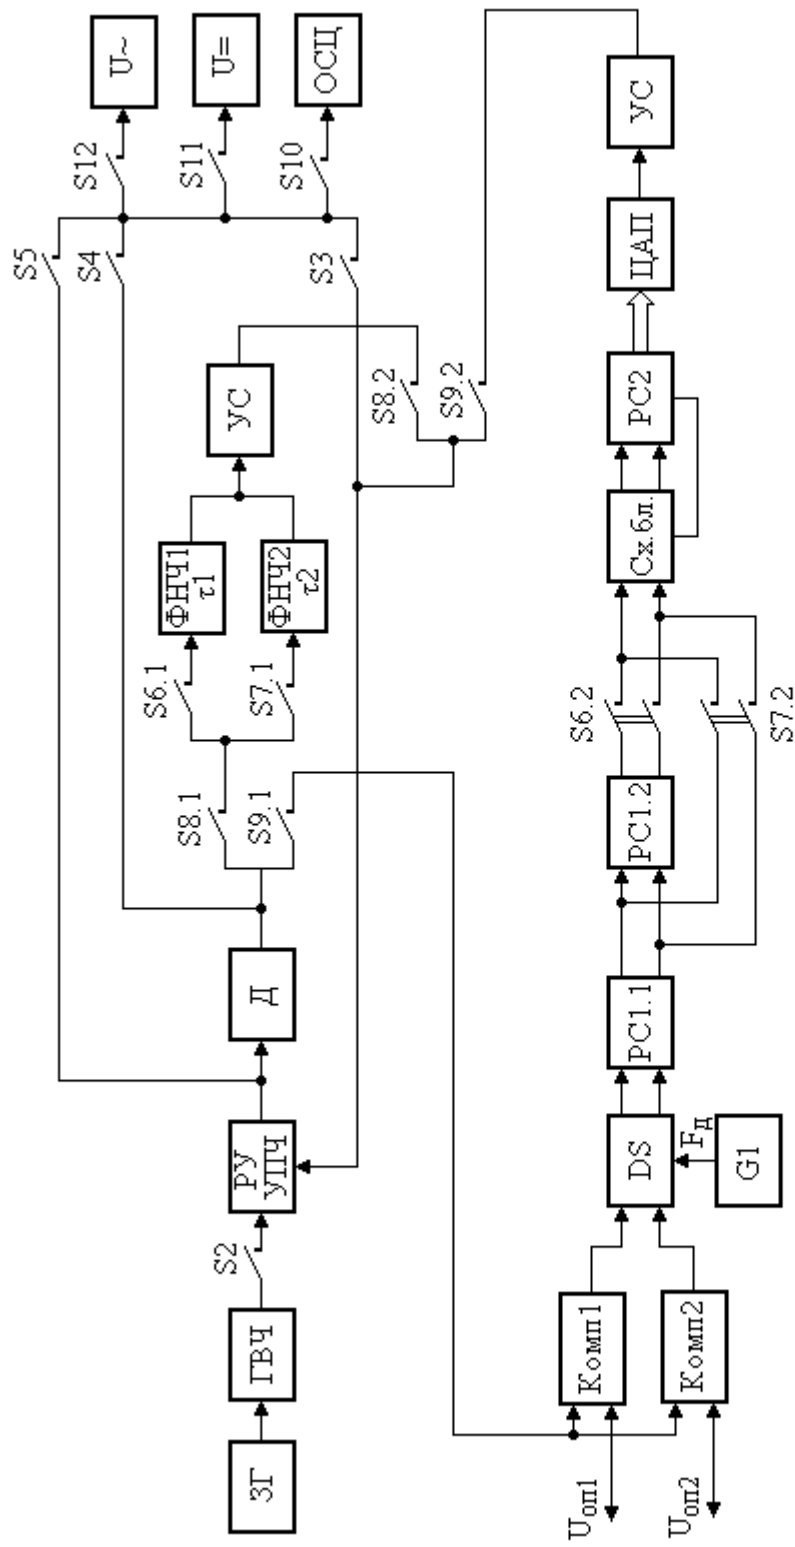 U~
U=
ОСЦ
S12
S11
S10
S5
S4
S3
УС
S8.2
S9.2
ФНЧ1
τ1
ФНЧ2
τ2
S6.1
S7.1
S8.1
S9.1
Д
РУ
УПЧ
S2
ГВЧ
ЗГ
УС
ЦАП
РС2
Сх.бл.
S6.2
S7.2
РС1.2
РС1.1
DS
Fд
G1
Комп1
Комп2
Uоп1
Uоп2